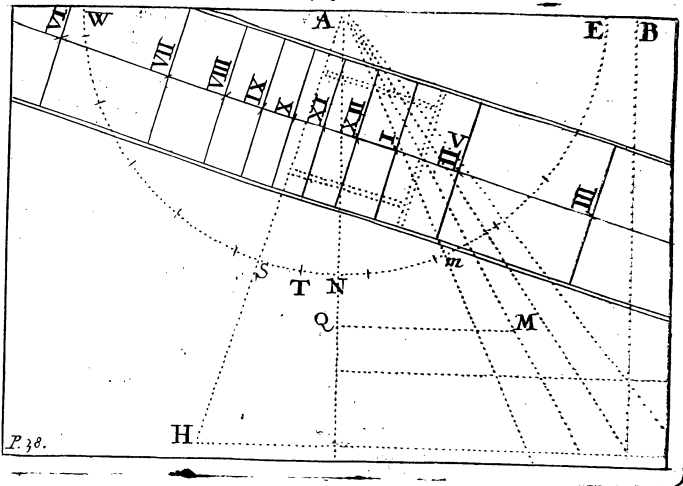 W A E B
VI VII VIII IX X XI XII I II V III
S T N m
Q M
H
P. 38.